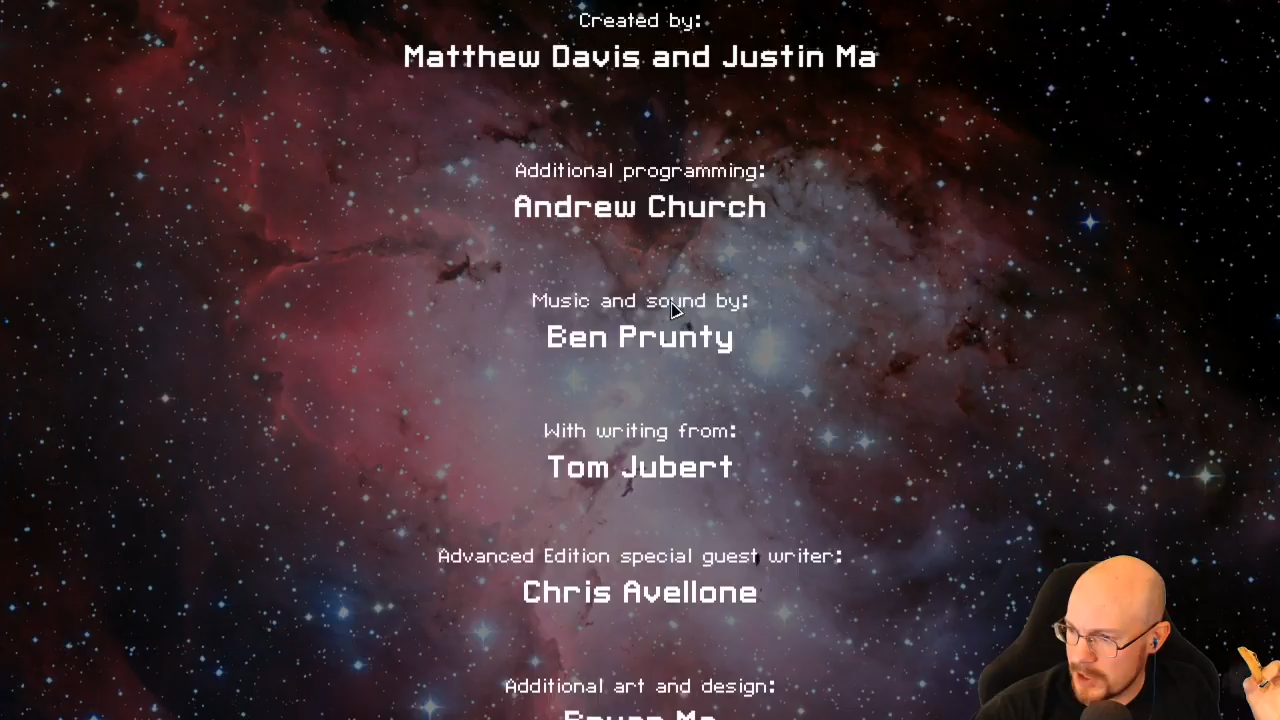 Created by:
Matthew Davis and Justin Ma
Additional programming:
Andrew Church
Music and sound by:
Ben Prunty
With writing from:
Tom Jubert
Advanced Edition special guest writer:
Chris Avellone
Additional art and design: